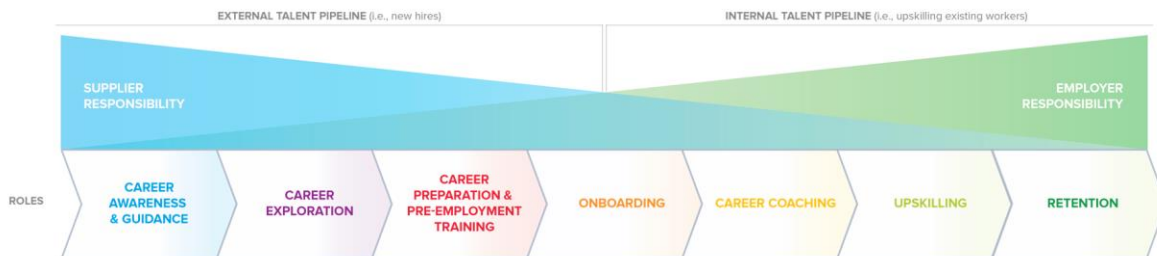 EXTERNAL TALENT PIPELINE (i.e., new hires)
INTERNAL TALENT PIPELINE (i.e., upskilling existing workers)
SUPPLIER
RESPONSIBILITY
EMPLOYER
RESPONSIBILITY
ROLES
CAREER
AWARENESS
& GUIDANCE
CAREER
EXPLORATION
CAREER
PREPARATION &
PRE-EMPLOYMENT
TRAINING
ONBOARDING
CAREER COACHING
UPSKILLING
RETENTION